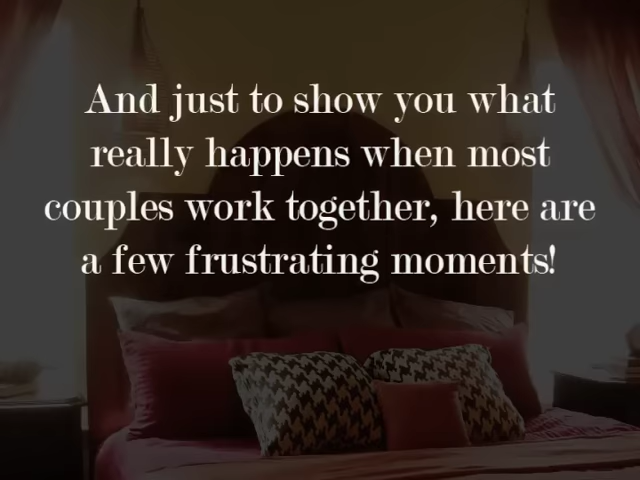 And just to show you what
really happens when most
couples work together, here are
a few frustrating moments!